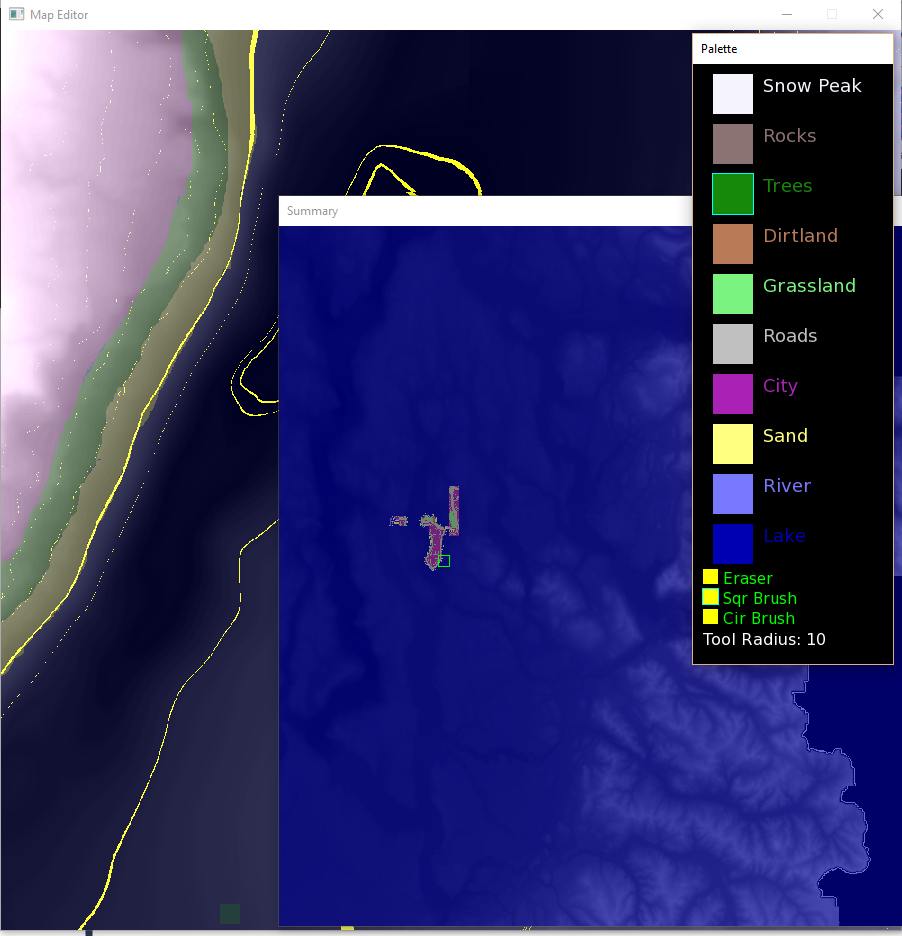 Map Editor
Palette
Snow Peak
Rocks
Trees
Dirtland
Grassland
Roads
City
Sand
River
Lake
Eraser
Sqr Brush
Cir Brush
Tool Radius: 10
Summary